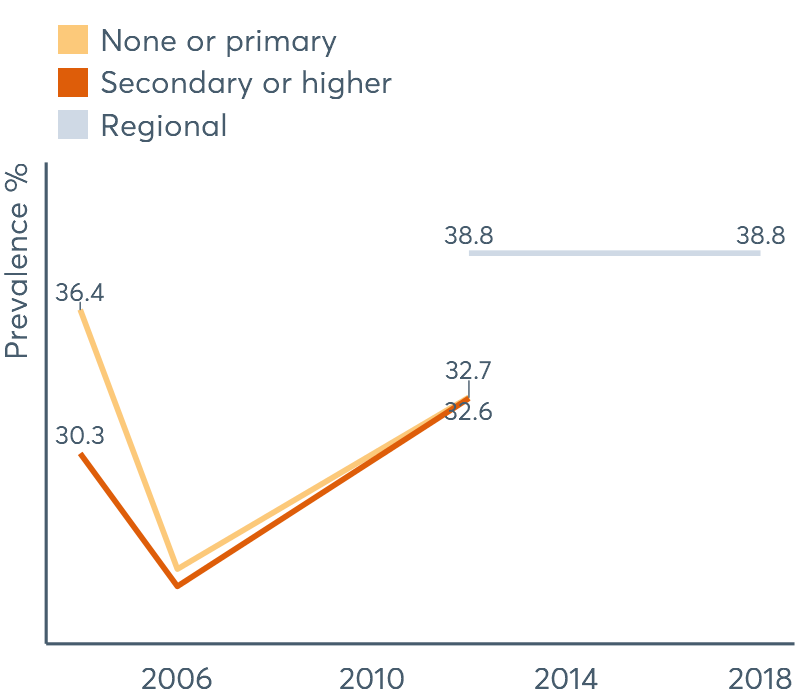 None or primary
Secondary or higher
Regional
Prevalence %
38.8
38.8
36.4
32.7
32.6
30.3
2006
2010
2014
2018